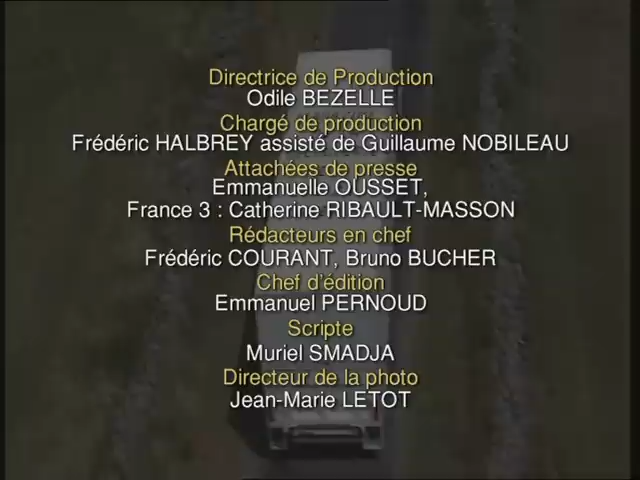 Directrice de Production
Odile BEZELLE
Chargé de production
Frédéric HALBREY assisté de Guillaume NOBILEAU
Attachées de presse
Emmanuelle OUSSET,
France 3 : Catherine RIBAULT-MASSON
Rédacteurs en chef
Frédéric COURANT, Bruno BUCHER
Chef d'édition
Emmanuel PERNOUD
Scripte
Muriel SMADJA
Directeur de la photo
Jean-Marie LETOT